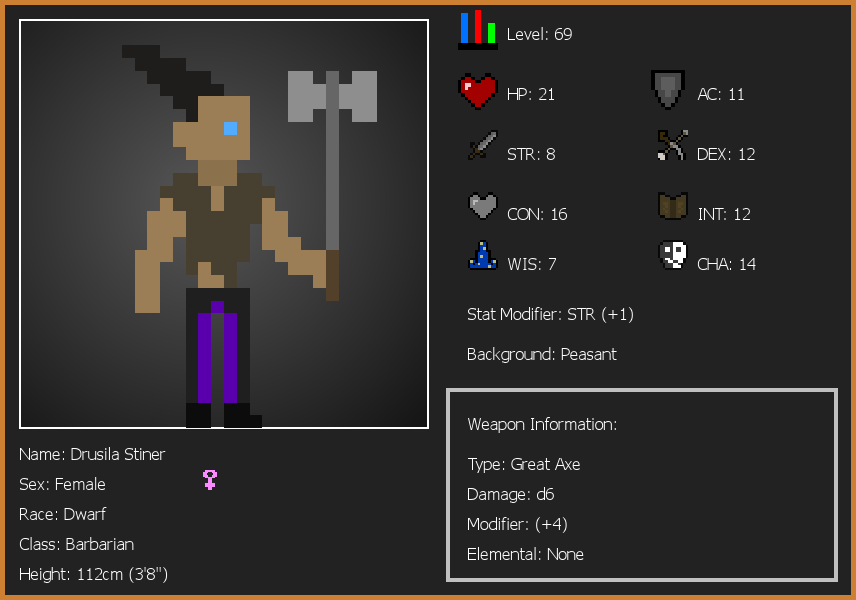 Level: 69
HP: 21
AC: 11
STR: 8
DEX: 12
CON: 16
INT: 12
WIS: 7
CHA: 14
Stat Modifier: STR (+1)
Background: Peasant
Weapon Information:
Type: Great Axe
Damage: d6
Modifier: (+4)
Elemental: None
Name: Drusila Stiner
Sex: Female
Race: Dwarf
Class: Barbarian
Height: 112cm (3'8")